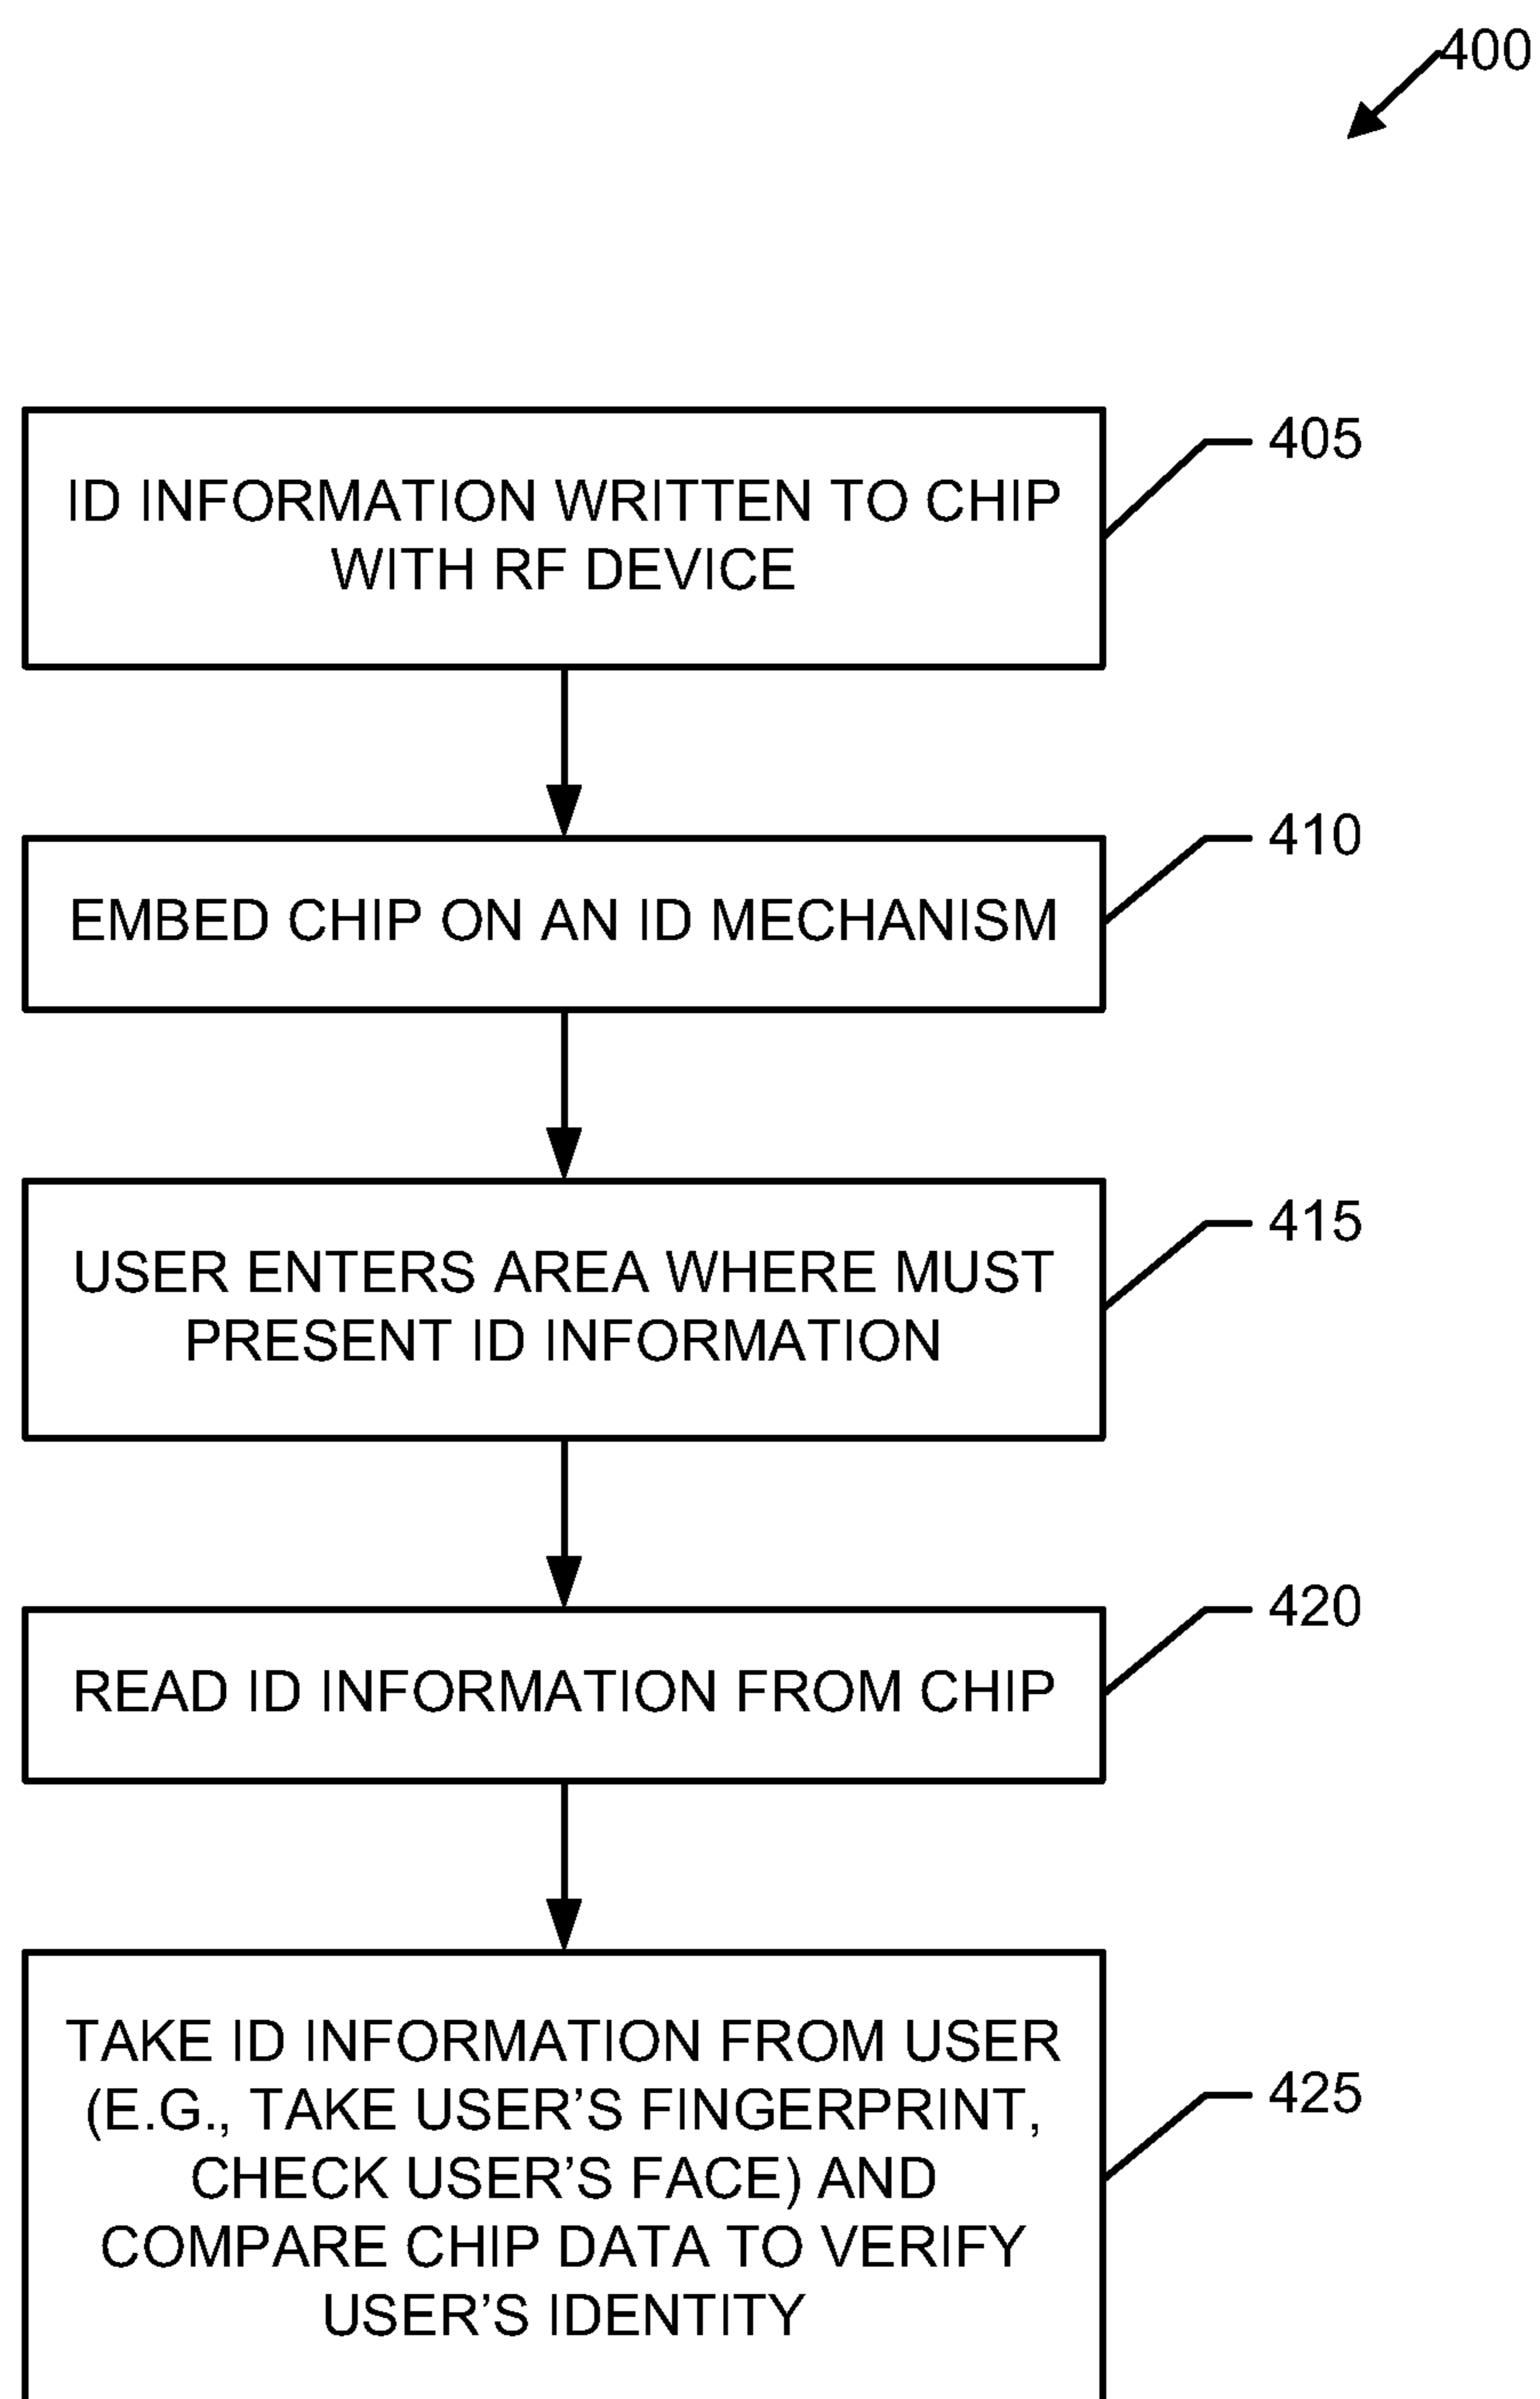 400
ID INFORMATION WRITTEN TO CHIP
WITH RF DEVICE
405
EMBED CHIP ON AN ID MECHANISM
410
USER ENTERS AREA WHERE MUST
PRESENT ID INFORMATION
415
READ ID INFORMATION FROM CHIP
420
TAKE ID INFORMATION FROM USER
(E.G., TAKE USER’S FINGERPRINT,
CHECK USER’S FACE) AND
COMPARE CHIP DATA TO VERIFY
USER’S IDENTITY
425